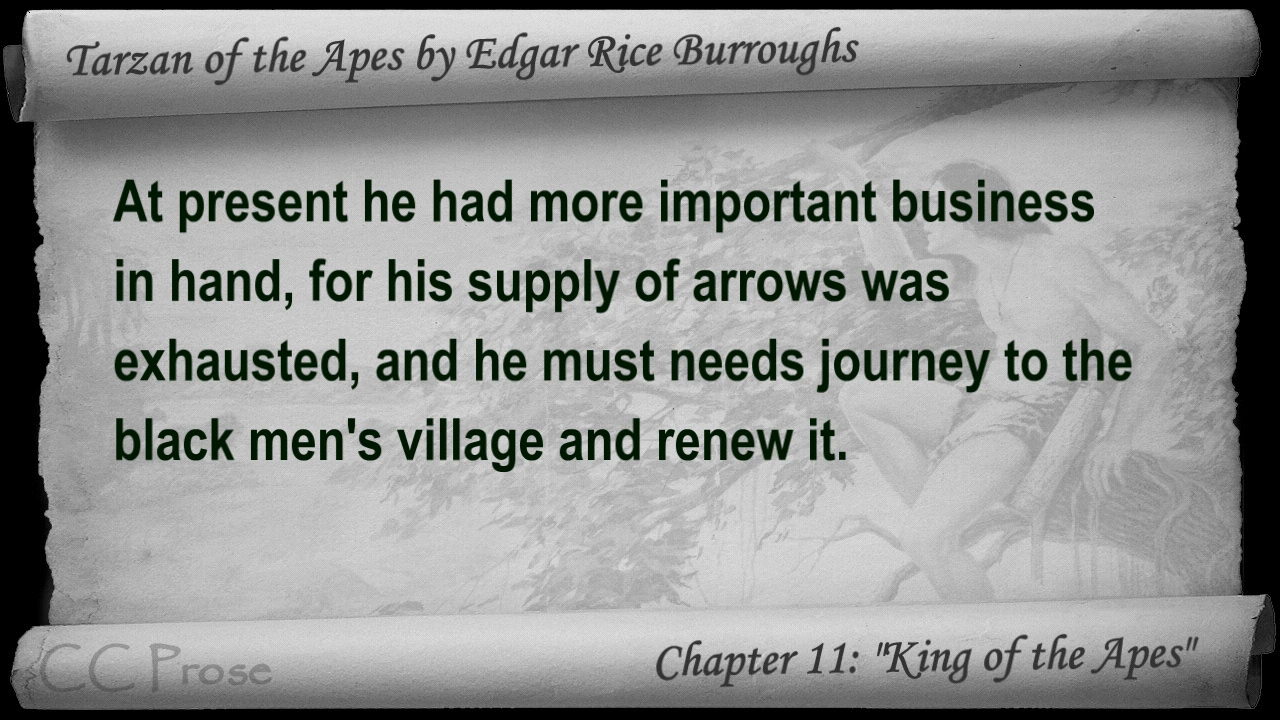 Tarzan of the Apes by Edgar Rice Burroughs
At present he had more important business
in hand, for his supply of arrows was
exhausted, and he must needs journey to the
black men's village and renew it.
CC Prose
Chapter 11: "King of the Apes"